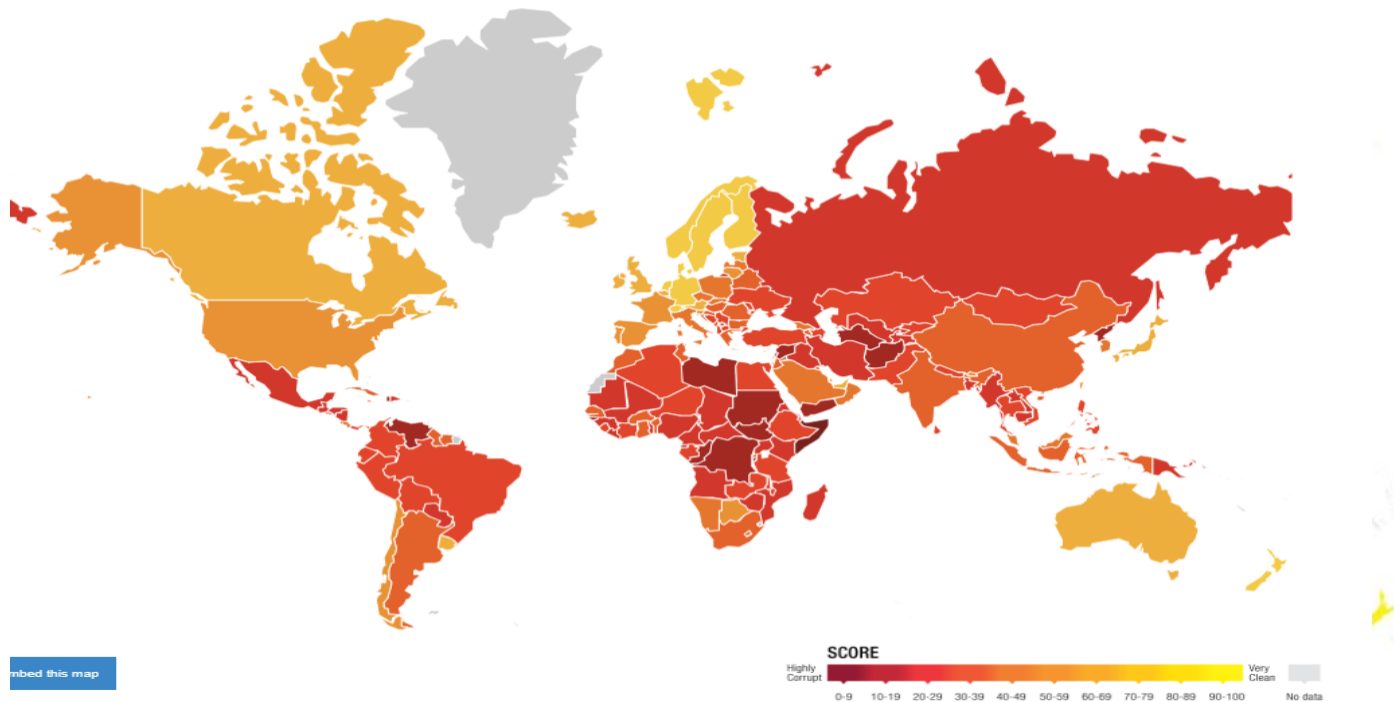 mbed this map
SCORE
Highly
Corrupt
Very
Clean
0-9 10-19 20-29 30-39 40-49 50-59 60-69 70-79 80-89 90-100 No data